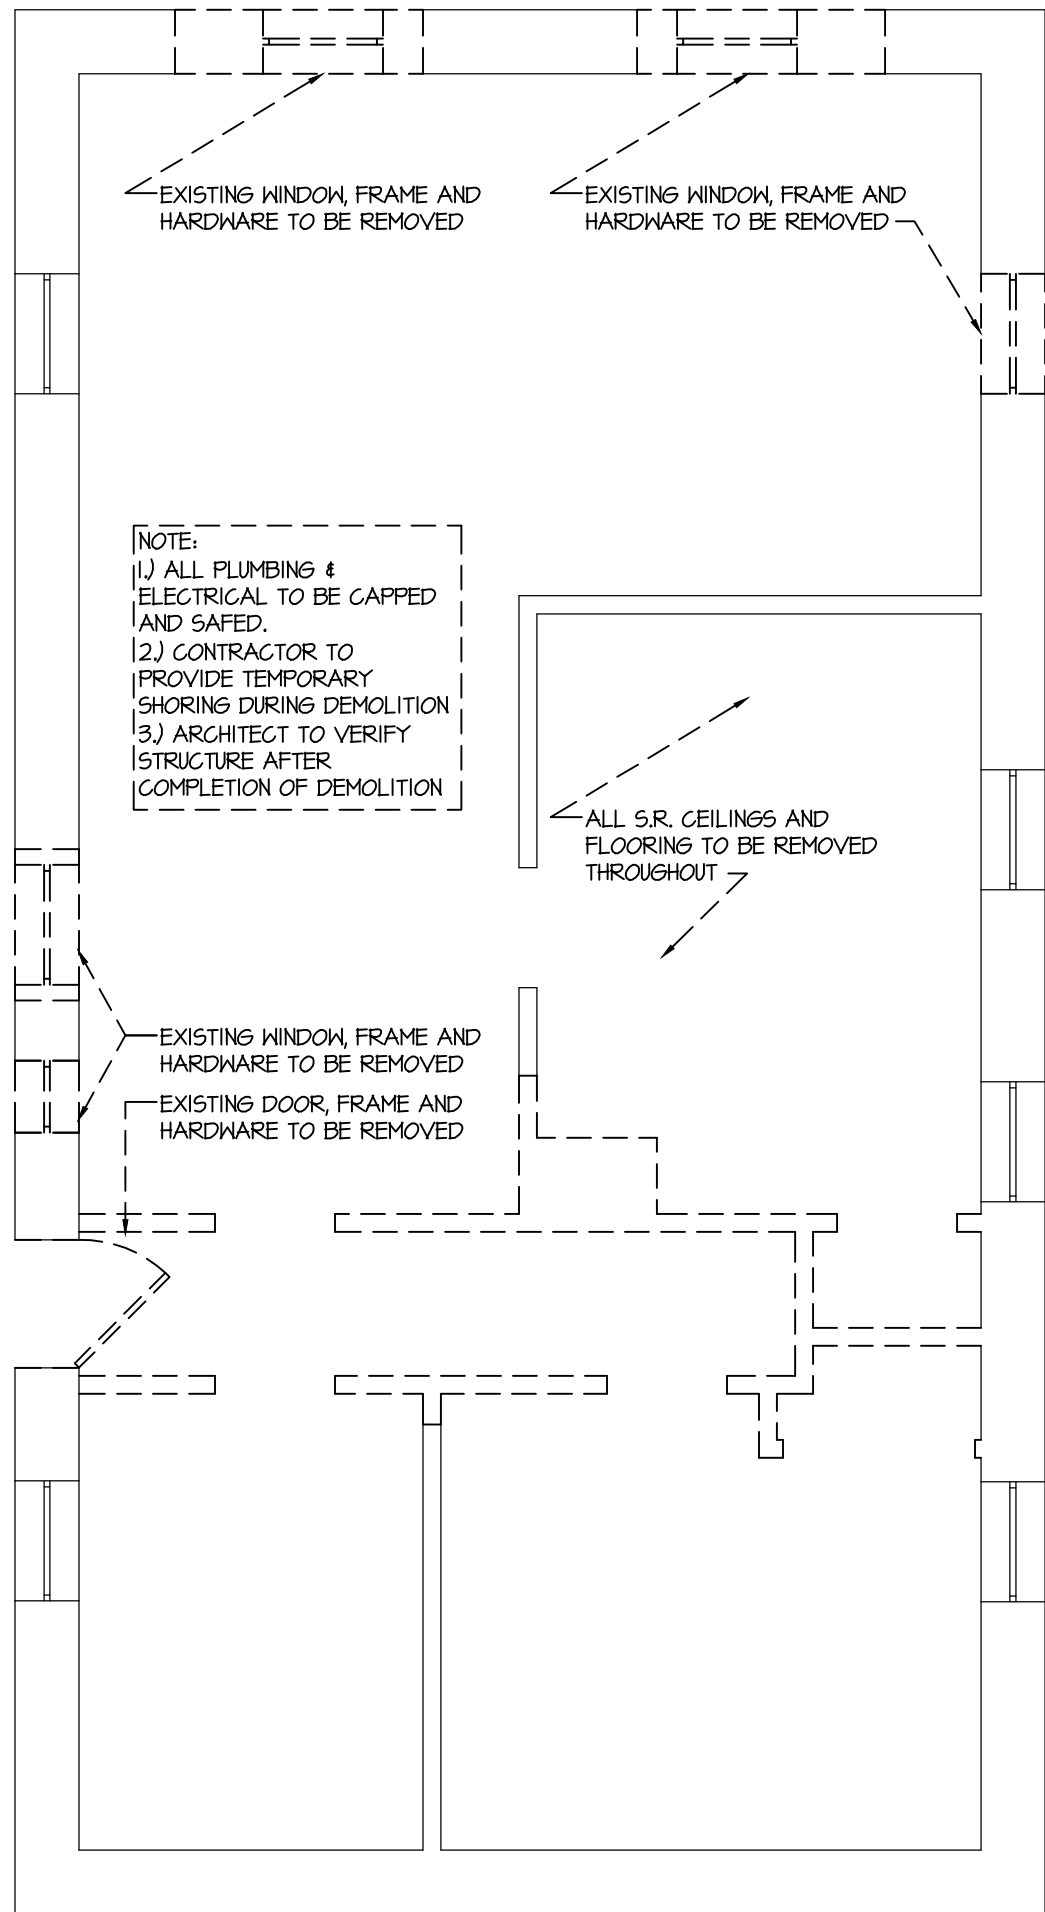 EXISTING WINDOW, FRAME AND
HARDWARE TO BE REMOVED
EXISTING WINDOW, FRAME AND
HARDWARE TO BE REMOVED
NOTE:
1.) ALL PLUMBING &
ELECTRICAL TO BE CAPPED
AND SAFED.
2.) CONTRACTOR TO
PROVIDE TEMPORARY
SHORING DURING DEMOLITION
3.) ARCHITECT TO VERIFY
STRUCTURE AFTER
COMPLETION OF DEMOLITION
ALL S.R. CEILINGS AND
FLOORING TO BE REMOVED
THROUGHOUT
EXISTING WINDOW, FRAME AND
HARDWARE TO BE REMOVED
EXISTING DOOR, FRAME AND
HARDWARE TO BE REMOVED